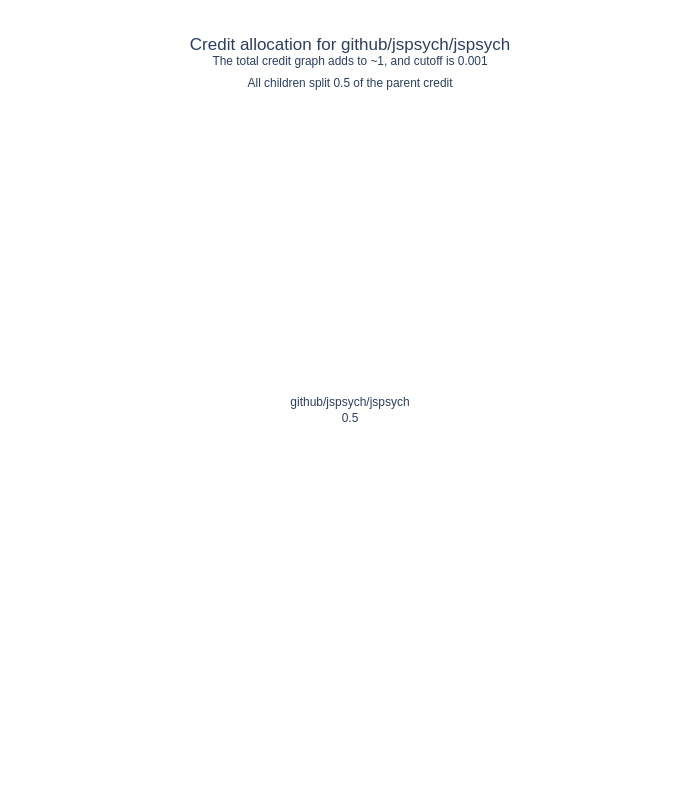 Credit allocation for github/jspsych/jspsych
The total credit graph adds to ~1, and cutoff is 0.001
All children split 0.5 of the parent credit
github/jspsych/jspsych
0.5